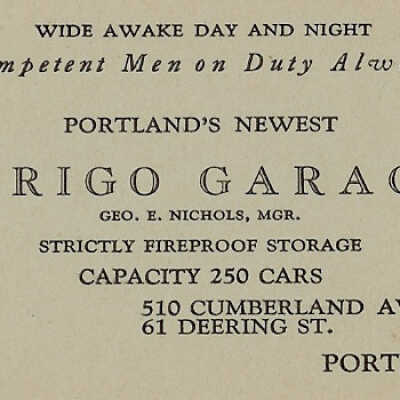 WIDE AWAKE DAY AND NIGHT
mpetent Men on Duty Alw
PORTLAND'S NEWEST
RIGO GARAG
GEO. E. NICHOLS, MGR.
STRICTLY FIREPROOF STORAGE
CAPACITY 250 CARS
510 CUMBERLAND AV
61 DEERING ST.
PORT